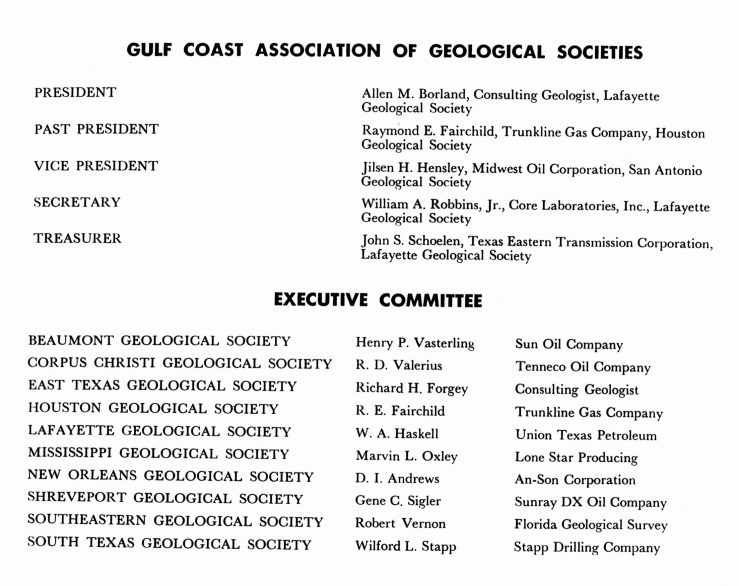 GULF COAST ASSOCIATION OF GEOLOGICAL SOCIETIES
PRESIDENT Allen M. Borland, Consulting Geologist, Lafayette
Geological Society
PAST PRESIDENT Raymond E. Fairchild, Trunkline Gas Company, Houston
Geological Society
VICE PRESIDENT Jilsen H. Hensley, Midwest Oil Corporation, San Antonio
Geological Society
SECRETARY William A. Robbins, Jr., Core Laboratories, Inc., Lafayette
Geological Society
TREASURER John S. Schoelen, Texas Eastern Transmission Corporation,
Lafayette Geological Society
EXECUTIVE COMMITTEE
BEAUMONT GEOLOGICAL SOCIETY Henry P. Vasterling Sun Oil Company
CORPUS CHRISTI GEOLOGICAL SOCIETY R. D. Valerius Tenneco Oil Company
EAST TEXAS GEOLOGICAL SOCIETY Richard H. Forgey Consulting Geologist
HOUSTON GEOLOGICAL SOCIETY R. E. Fairchild Trunkline Gas Company
LAFAYETTE GEOLOGICAL SOCIETY W. A. Haskell Union Texas Petroleum
MISSISSIPPI GEOLOGICAL SOCIETY Marvin L. Oxley Lone Star Producing
NEW ORLEANS GEOLOGICAL SOCIETY D. I. Andrews An-Son Corporation
SHREVEPORT GEOLOGICAL SOCIETY Gene C. Sigler Sunray DX Oil Company
SOUTHEASTERN GEOLOGICAL SOCIETY Robert Vernon Florida Geological Survey
SOUTH TEXAS GEOLOGICAL SOCIETY Wilford L. Stapp Stapp Drilling Company